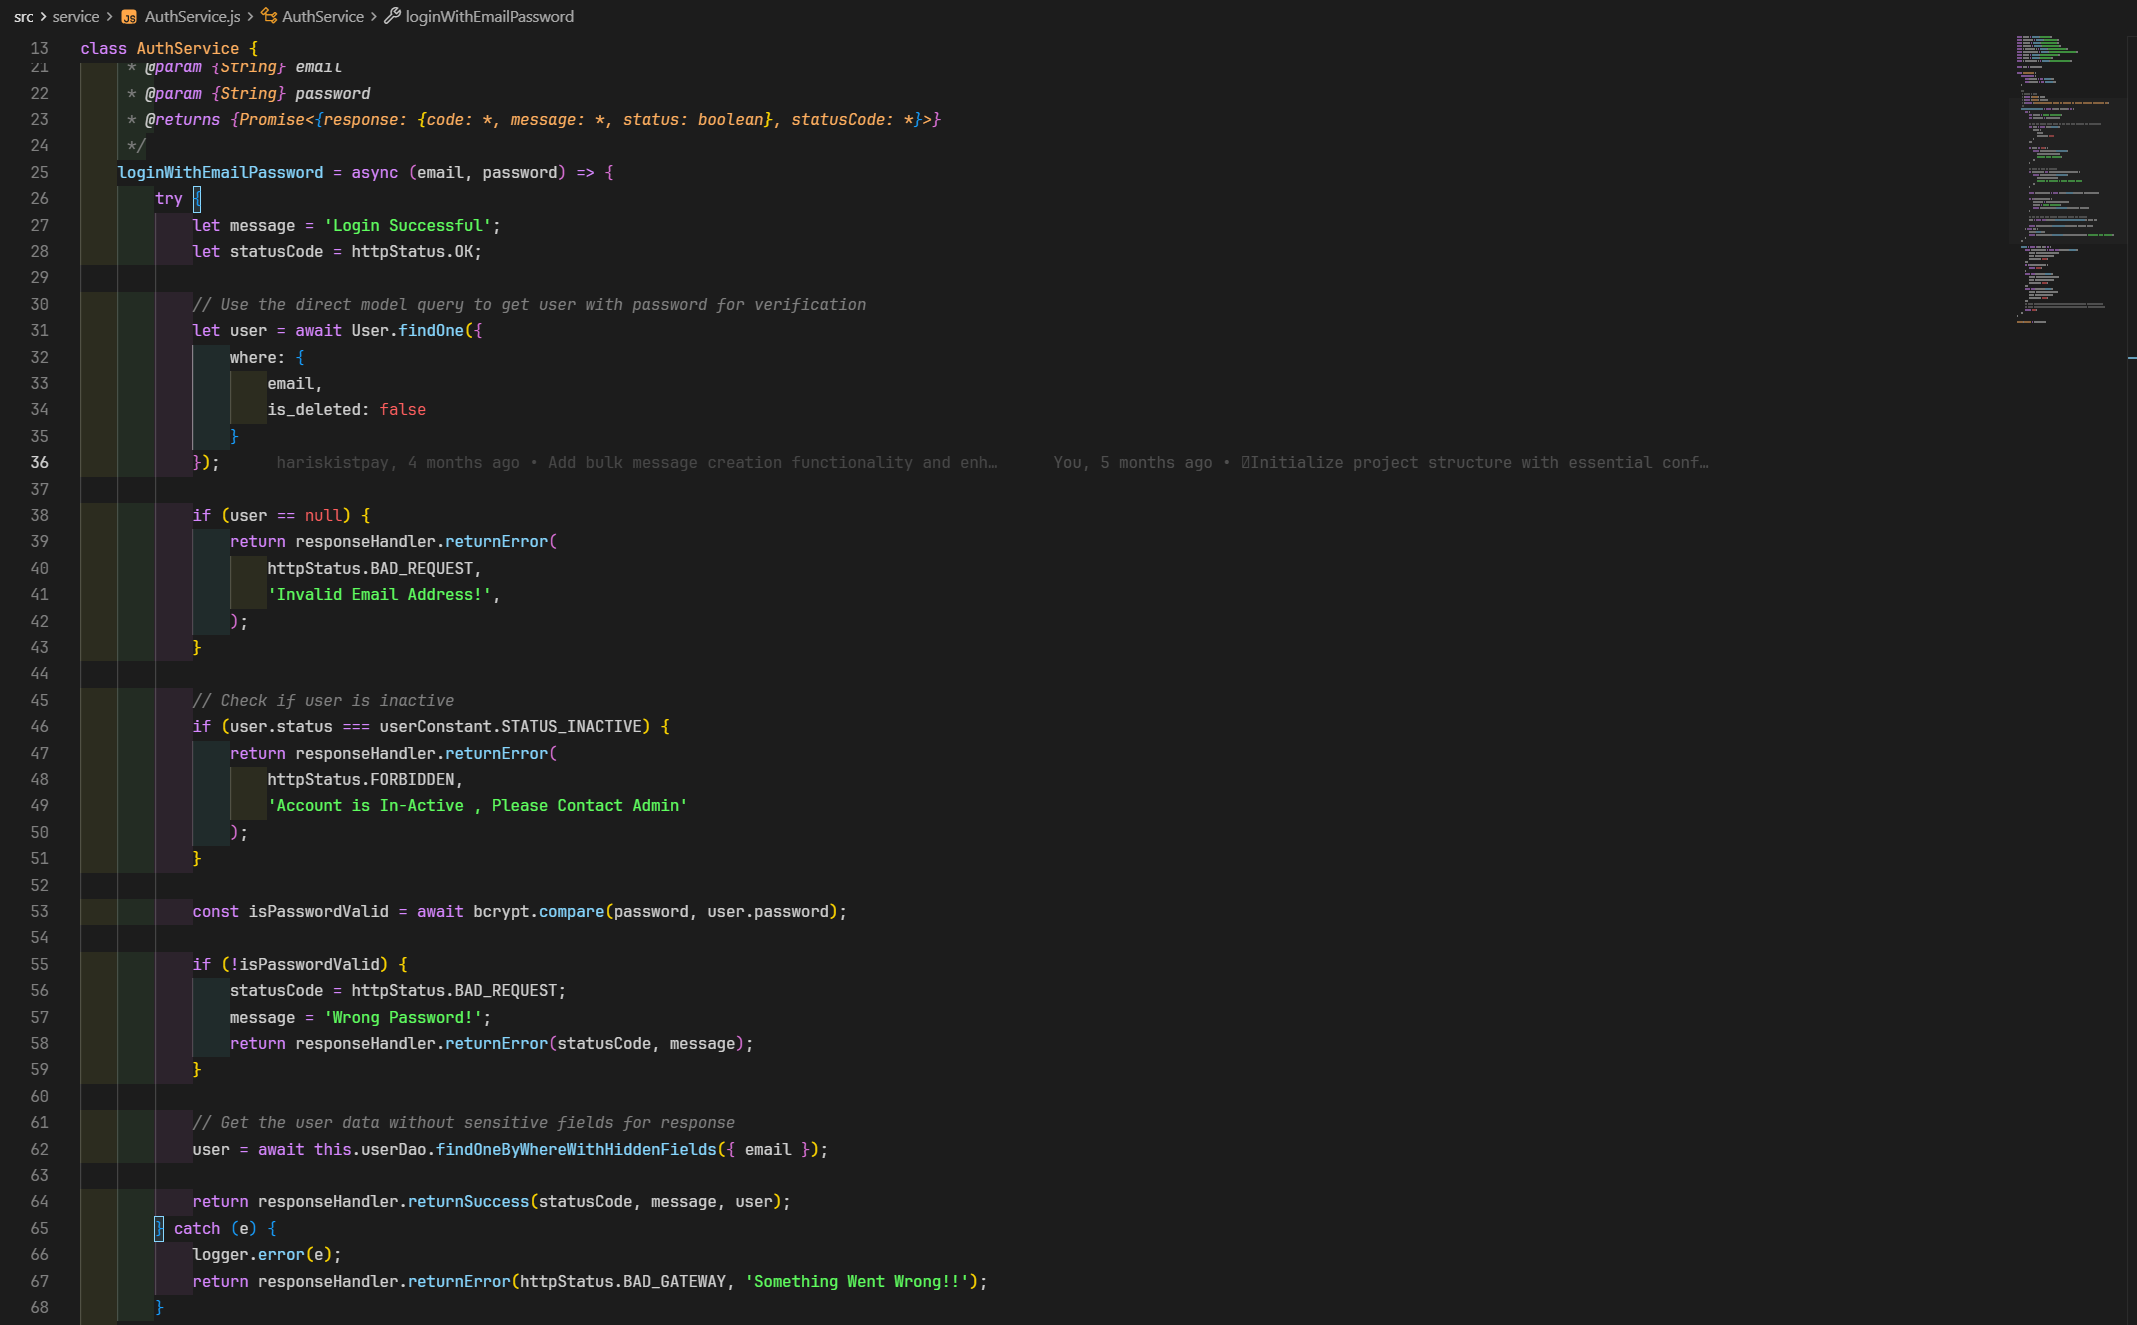 src > service > AuthService.js > AuthService > loginWithEmailPassword
13 class AuthService {
21 * @param {String} email
22 * @param {String} password
23 * @returns {Promise<{response: {code: *, message: *, status: boolean}, statusCode: *}>}
24 */
25 loginWithEmailPassword = async (email, password) => {
26 try {
27 let message = 'Login Successful';
28 let statusCode = httpStatus.OK;
29
30 // Use the direct model query to get user with password for verification
31 let user = await User.findOne({
32 where: {
33 email,
34 is_deleted: false
35 }
36 }); hariskistpay, 4 months ago • Add bulk message creation functionality and enh… You, 5 months ago • Initialize project structure with essential conf…
37
38 if (user == null) {
39 return responseHandler.returnError(
40 httpStatus.BAD_REQUEST,
41 'Invalid Email Address!',
42 );
43 }
44
45 // Check if user is inactive
46 if (user.status === userConstant.STATUS_INACTIVE) {
47 return responseHandler.returnError(
48 httpStatus.FORBIDDEN,
49 'Account is In-Active , Please Contact Admin'
50 );
51 }
52
53 const isPasswordValid = await bcrypt.compare(password, user.password);
54
55 if (!isPasswordValid) {
56 statusCode = httpStatus.BAD_REQUEST;
57 message = 'Wrong Password!';
58 return responseHandler.returnError(statusCode, message);
59 }
60
61 // Get the user data without sensitive fields for response
62 user = await this.userDao.findOneByWhereWithHiddenFields({ email });
63
64 return responseHandler.returnSuccess(statusCode, message, user);
65 } catch (e) {
66 logger.error(e);
67 return responseHandler.returnError(httpStatus.BAD_GATEWAY, 'Something Went Wrong!!');
68 }